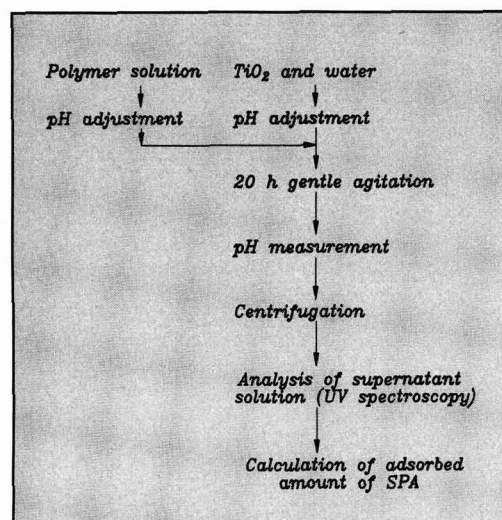 Polymer solution
TiO₂ and water
pH adjustment
pH adjustment
20 h gentle agitation
pH measurement
Centrifugation
Analysis of supernatant
solution (UV spectroscopy)
Calculation of adsorbed
amount of SPA